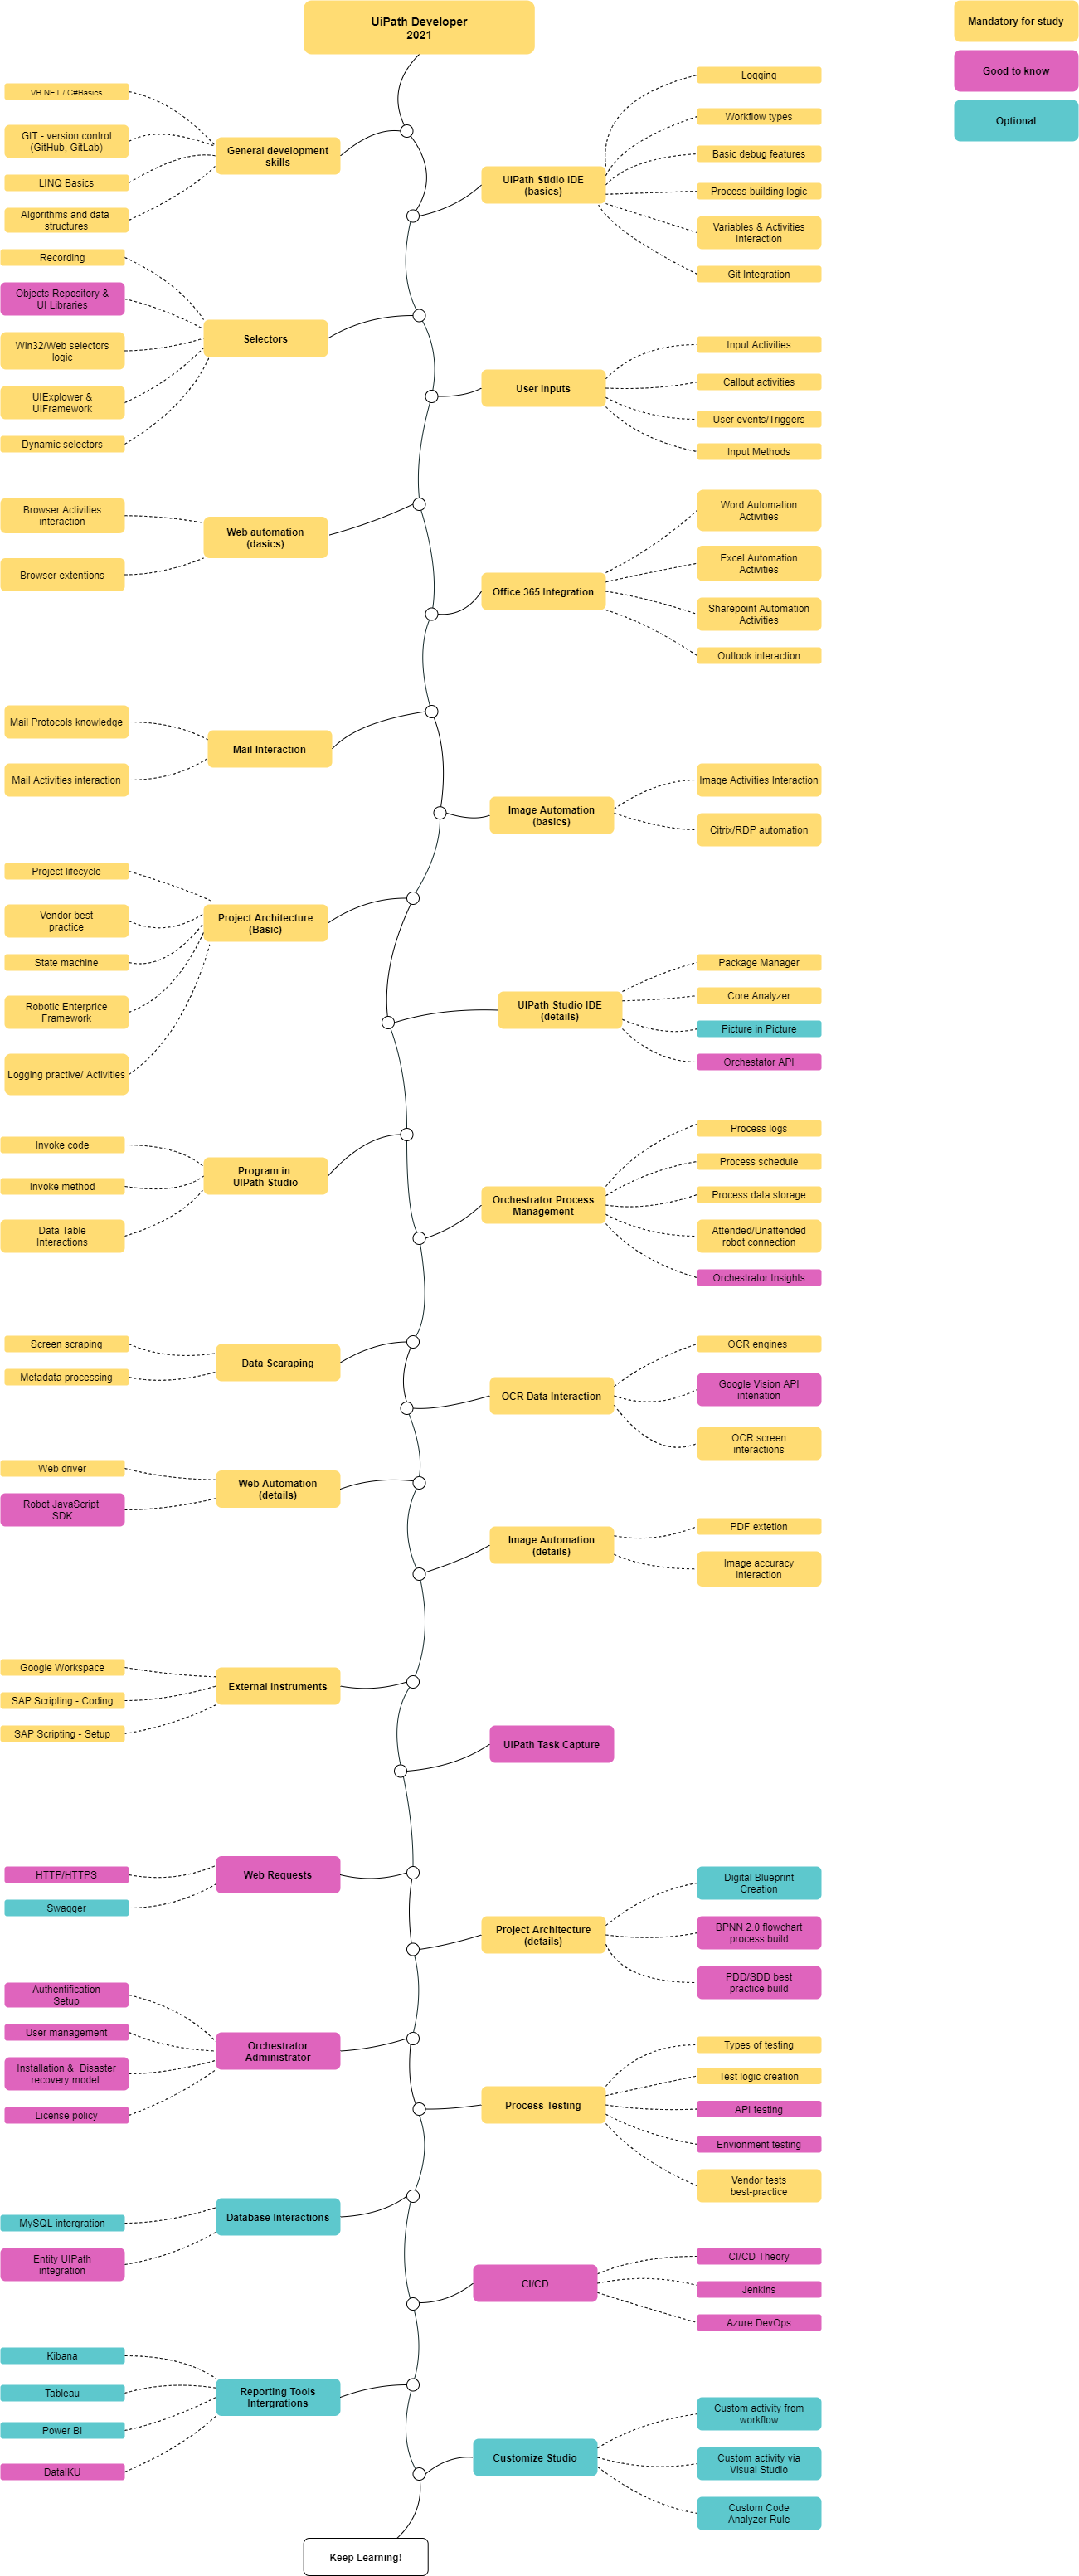 UiPath Developer
2021
Mandatory for study
Good to know
Optional
VB.NET / C#Basics
GIT - version control
(GitHub, GitLab)
LINQ Basics
Algorithms and data
structures
General development
skills
UiPath Stidio IDE
(basics)
Logging
Workflow types
Basic debug features
Process building logic
Variables & Activities
Interaction
Git Integration
Recording
Objects Repository &
UI Libraries
Win32/Web selectors
logic
UIExplower &
UIFramework
Dynamic selectors
Selectors
User Inputs
Input Activities
Callout activities
User events/Triggers
Input Methods
Browser Activities
interaction
Browser extentions
Web automation
(dasics)
Office 365 Integration
Word Automation
Activities
Excel Automation
Activities
Sharepoint Automation
Activities
Outlook interaction
Mail Protocols knowledge
Mail Activities interaction
Mail Interaction
Image Automation
(basics)
Image Activities Interaction
Citrix/RDP automation
Project lifecycle
Vendor best
practice
State machine
Robotic Enterprice
Framework
Logging practive/ Activities
Project Architecture
(Basic)
UIPath Studio IDE
(details)
Package Manager
Core Analyzer
Picture in Picture
Orchestator API
Invoke code
Invoke method
Data Table
Interactions
Program in
UIPath Studio
Orchestrator Process
Management
Process logs
Process schedule
Process data storage
Attended/Unattended
robot connection
Orchestrator Insights
Screen scraping
Metadata processing
Data Scaraping
OCR Data Interaction
OCR engines
Google Vision API
intenation
OCR screen
interactions
Web driver
Robot JavaScript
SDK
Web Automation
(details)
Image Automation
(details)
PDF extetion
Image accuracy
interaction
Google Workspace
SAP Scripting - Coding
SAP Scripting - Setup
External Instruments
UiPath Task Capture
HTTP/HTTPS
Swagger
Web Requests
Project Architecture
(details)
Digital Blueprint
Creation
BPNN 2.0 flowchart
process build
PDD/SDD best
practice build
Authentification
Setup
User management
Installation & Disaster
recovery model
License policy
Orchestrator
Administrator
Process Testing
Types of testing
Test logic creation
API testing
Envionment testing
Vendor tests
best-practice
MySQL intergration
Entity UIPath
integration
Database Interactions
CI/CD
CI/CD Theory
Jenkins
Azure DevOps
Kibana
Tableau
Power BI
DataIKU
Reporting Tools
Intergrations
Customize Studio
Custom activity from
workflow
Custom activity via
Visual Studio
Custom Code
Analyzer Rule
Keep Learning!